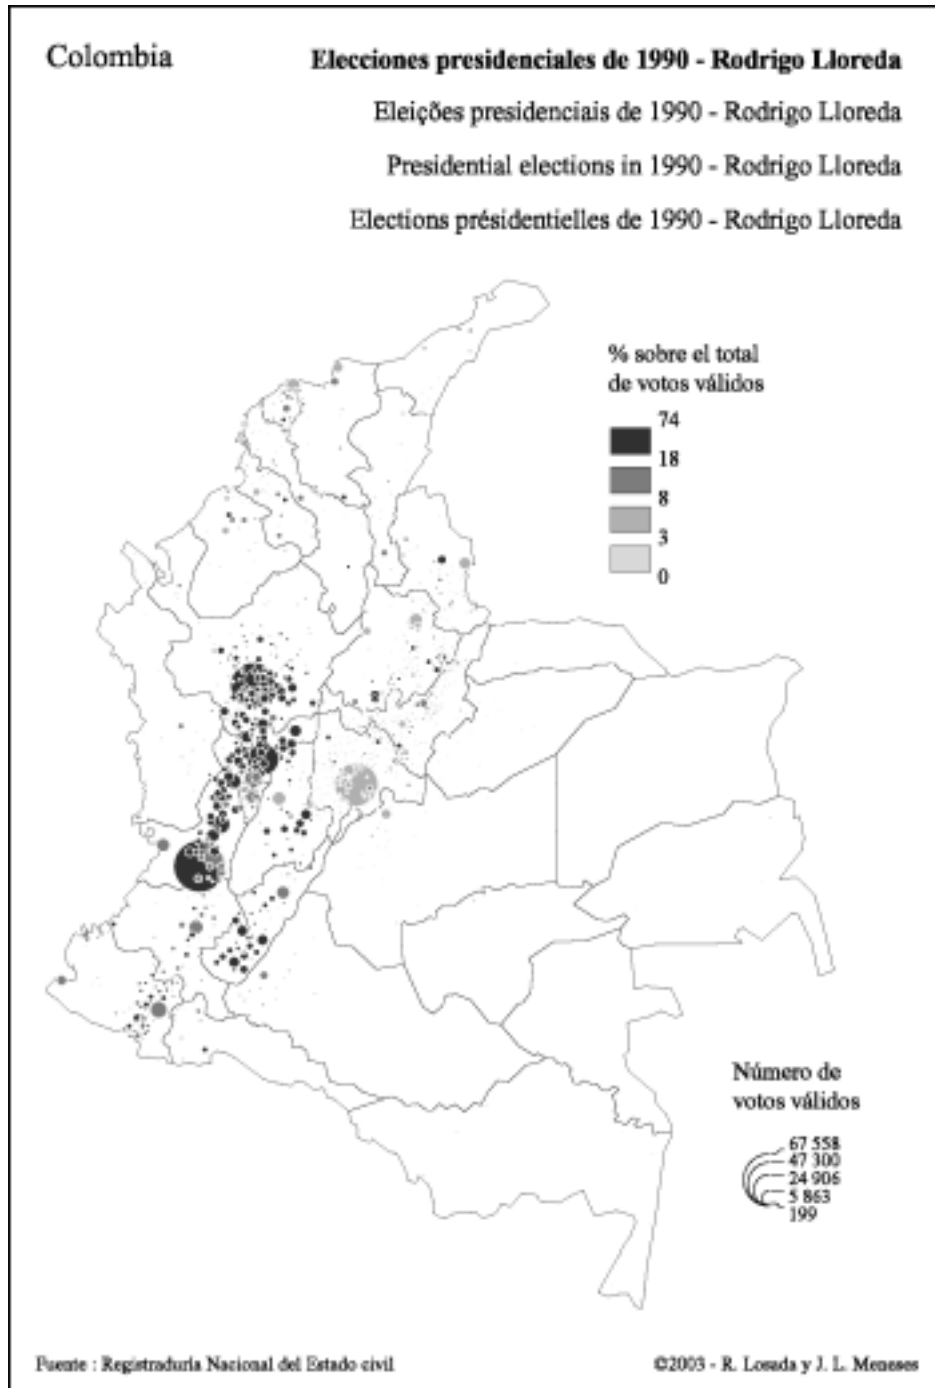 Colombia
Elecciones presidenciales de 1990 - Rodrigo Lloreda
Eleições presidenciais de 1990 - Rodrigo Lloreda
Presidential elections in 1990 - Rodrigo Lloreda
Elections présidentielles de 1990 - Rodrigo Lloreda
% sobre el total
de votos válidos
74
18
8
3
0
Número de
votos válidos
67 558
47 300
24 906
5 863
199
Fuente : Registraduría Nacional del Estado civil
©2003 - R. Losada y J. L. Meneses